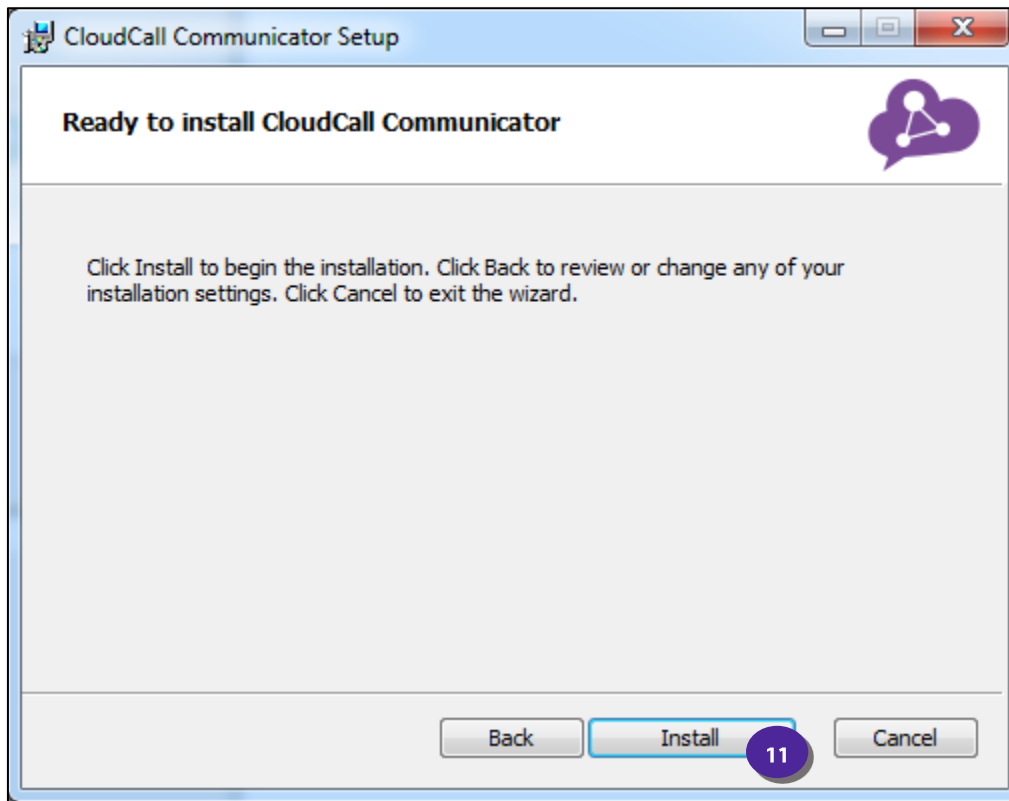 CloudCall Communicator Setup
Ready to install CloudCall Communicator
Click Install to begin the installation. Click Back to review or change any of your
installation settings. Click Cancel to exit the wizard.
Back Install 11 Cancel